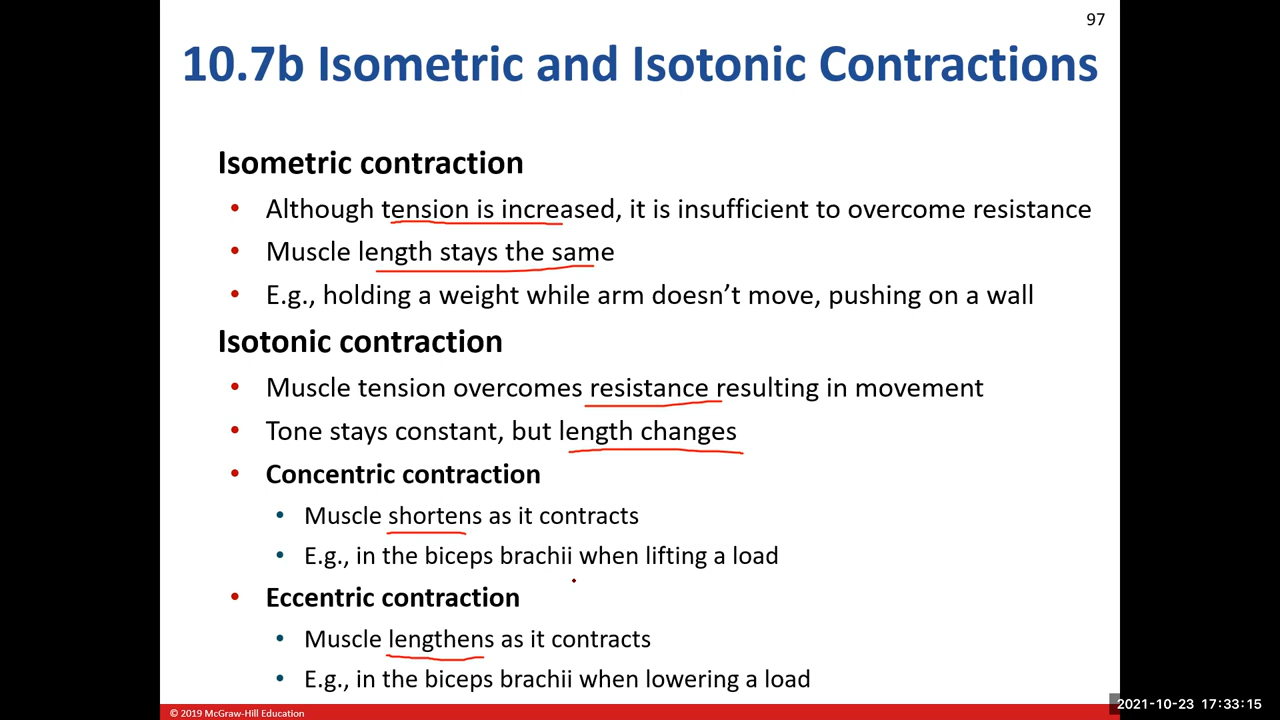 97
10.7b Isometric and Isotonic Contractions
Isometric contraction
• Although tension is increased, it is insufficient to overcome resistance
• Muscle length stays the same
• E.g., holding a weight while arm doesn’t move, pushing on a wall
Isotonic contraction
• Muscle tension overcomes resistance resulting in movement
• Tone stays constant, but length changes
• Concentric contraction
• Muscle shortens as it contracts
• E.g., in the biceps brachii when lifting a load
• Eccentric contraction
• Muscle lengthens as it contracts
• E.g., in the biceps brachii when lowering a load
© 2019 McGraw-Hill Education
2021-10-23 17:33:15